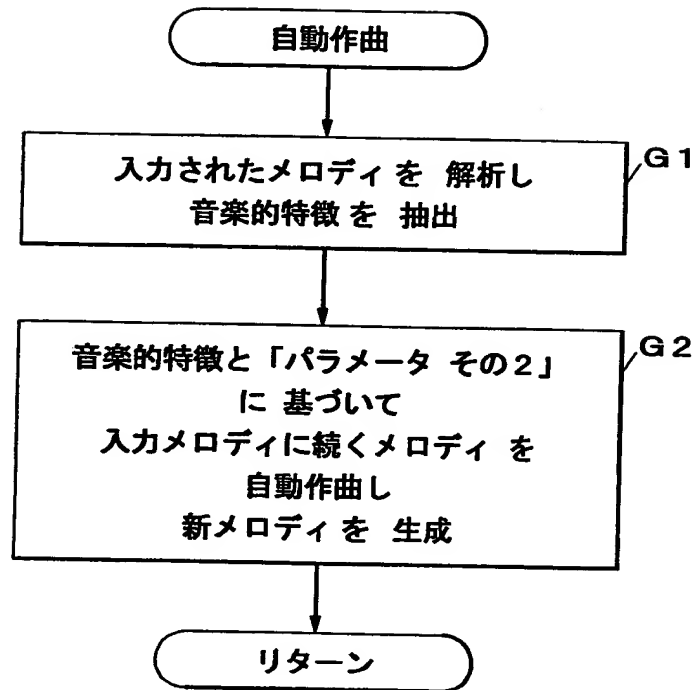 自動作曲
入力されたメロディを 解析し
G1
音楽的特徴 を 抽出
音楽的特徴と「パラメータ その2」
G2
に 基づいて
入力メロディに続くメロディ を
自動作曲し
新メロディを 生成
リターン